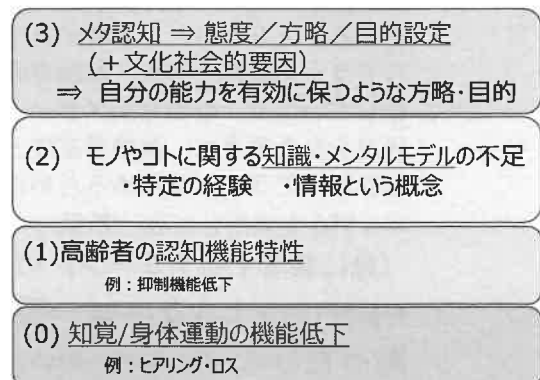 (3) メタ認知 ⇒ 態度／方略／目的設定
(＋文化社会的要因)
⇒ 自分の能力を有効に保つような方略・目的
(2) モノやコトに関する知識・メンタルモデルの不足
・特定の経験 ・情報という概念
(1)高齢者の認知機能特性
例：抑制機能低下
(0) 知覚/身体運動の機能低下
例：ヒアリング・ロス